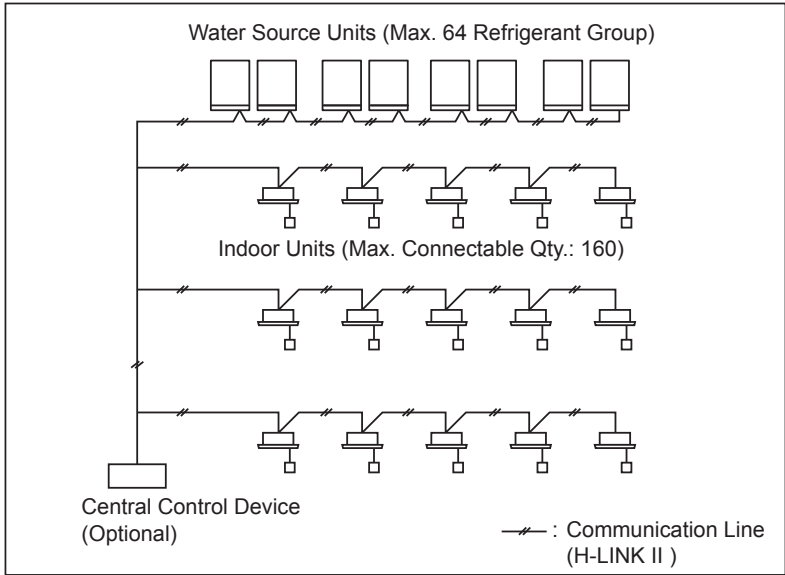 Water Source Units (Max. 64 Refrigerant Group)
Indoor Units (Max. Connectable Qty.: 160)
Central Control Device
(Optional)
: Communication Line
(H-LINK II )